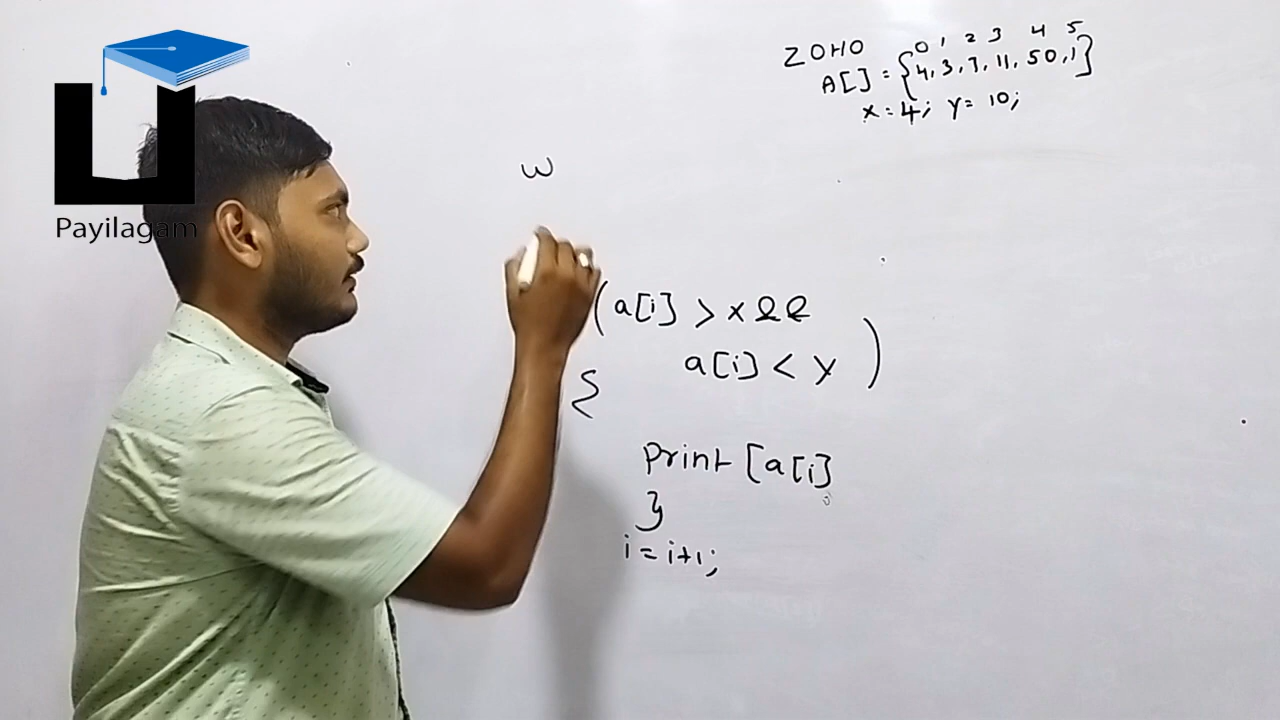 Payilagam
ZOHO
0 1 2 3 4 5
A[] = {4, 3, 7, 11, 50, 1}
x = 4; y = 10;
w
(a[i] > x &&
a[i] < y )
{
print [a[i]
}
i = i+1;